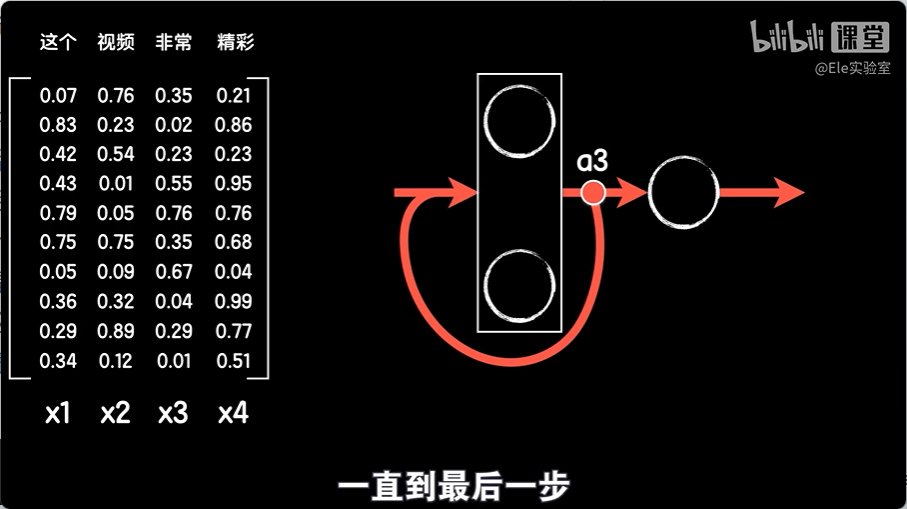 这个 视频 非常 精彩
bilibili 课堂
@Ele实验室
0.07 0.76 0.35 0.21
0.83 0.23 0.02 0.86
0.42 0.54 0.23 0.23
0.43 0.01 0.55 0.95
0.79 0.05 0.76 0.76
0.75 0.75 0.35 0.68
0.05 0.09 0.67 0.04
0.36 0.32 0.04 0.99
0.29 0.89 0.29 0.77
0.34 0.12 0.01 0.51
x1 x2 x3 x4
a3
一直到最后一步